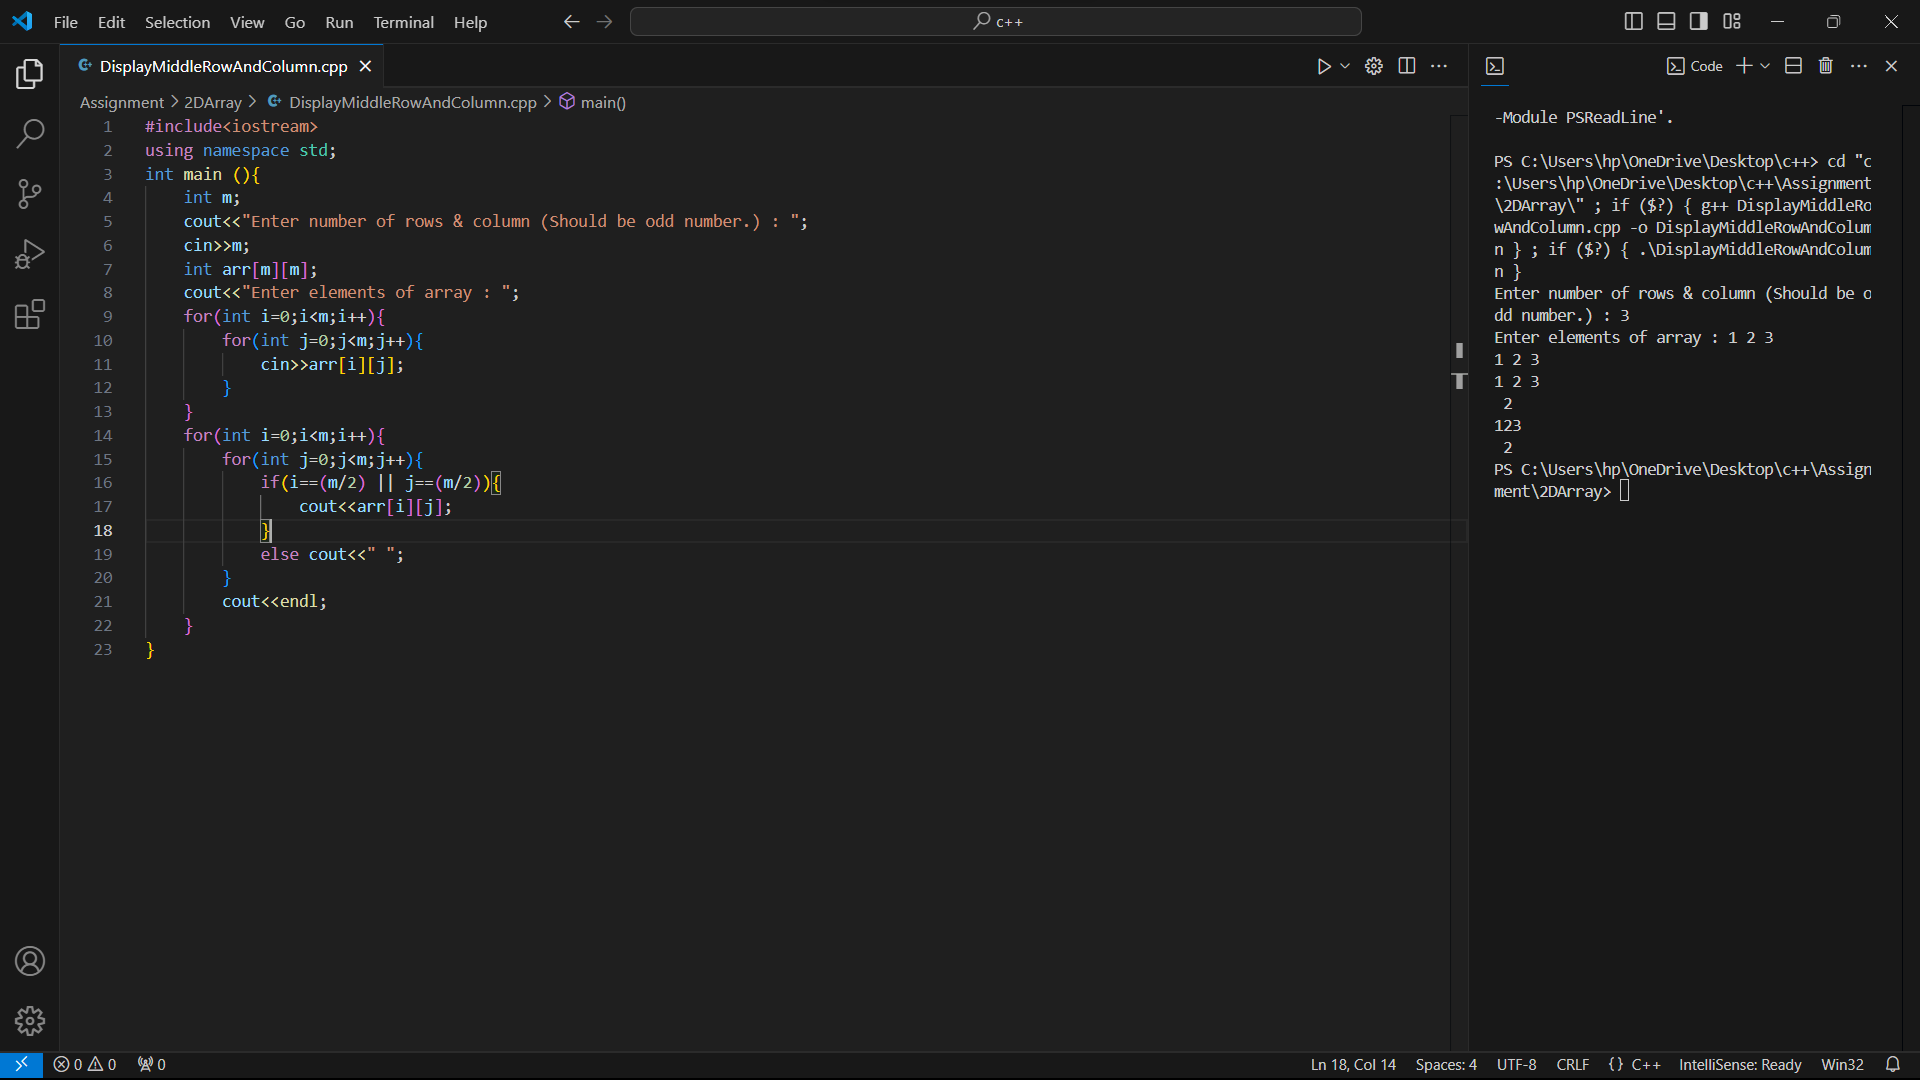 File Edit Selection View Go Run Terminal Help c++
DisplayMiddleRowAndColumn.cpp
Assignment > 2DArray > DisplayMiddleRowAndColumn.cpp > main()
1 #include<iostream>
2 using namespace std;
3 int main (){
4 int m;
5 cout<<"Enter number of rows & column (Should be odd number.) : ";
6 cin>>m;
7 int arr[m][m];
8 cout<<"Enter elements of array : ";
9 for(int i=0;i<m;i++){
10 for(int j=0;j<m;j++){
11 cin>>arr[i][j];
12 }
13 }
14 for(int i=0;i<m;i++){
15 for(int j=0;j<m;j++){
16 if(i==(m/2) || j==(m/2)){
17 cout<<arr[i][j];
18 }
19 else cout<<" ";
20 }
21 cout<<endl;
22 }
23 }
Code
-Module PSReadLine'.
PS C:\Users\hp\OneDrive\Desktop\c++> cd "c
:\Users\hp\OneDrive\Desktop\c++\Assignment
\2DArray\" ; if ($?) { g++ DisplayMiddleRo
wAndColumn.cpp -o DisplayMiddleRowAndColum
n } ; if ($?) { .\DisplayMiddleRowAndColum
n }
Enter number of rows & column (Should be o
dd number.) : 3
Enter elements of array : 1 2 3
1 2 3
1 2 3
2
123
2
PS C:\Users\hp\OneDrive\Desktop\c++\Assign
ment\2DArray>
0 0 0 Ln 18, Col 14 Spaces: 4 UTF-8 CRLF {} C++ IntelliSense: Ready Win32